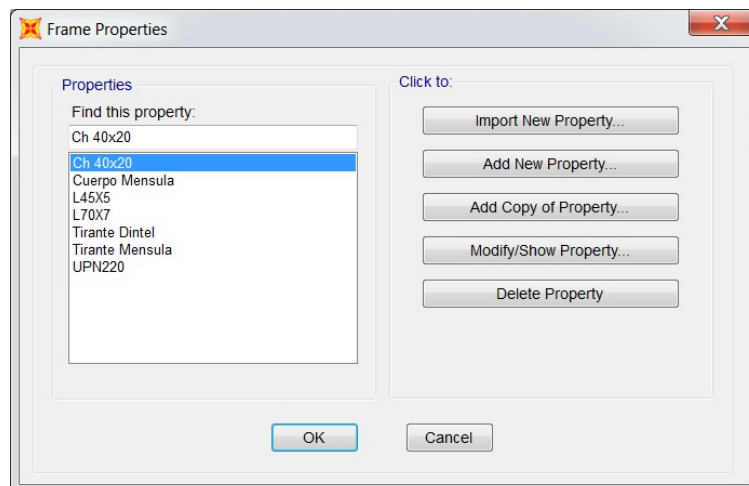 Frame Properties
X
Properties
Find this property:
Ch 40x20
Ch 40x20
Cuerpo Mensula
L45X5
L70X7
Tirante Dintel
Tirante Mensula
UPN220
Click to:
Import New Property...
Add New Property...
Add Copy of Property...
Modify/Show Property...
Delete Property
OK
Cancel